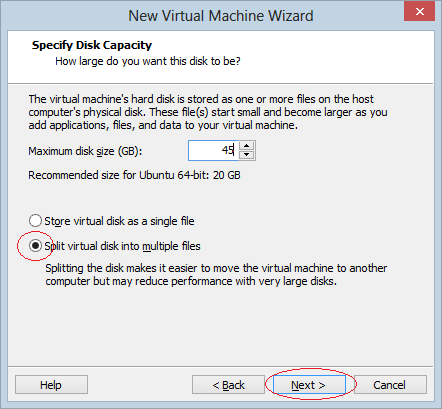 New Virtual Machine Wizard
Specify Disk Capacity
How large do you want this disk to be?
The virtual machine's hard disk is stored as one or more files on the host
computer's physical disk. These file(s) start small and become larger as you
add applications, files, and data to your virtual machine.
Maximum disk size (GB): 45
Recommended size for Ubuntu 64-bit: 20 GB
Store virtual disk as a single file
Split virtual disk into multiple files
Splitting the disk makes it easier to move the virtual machine to another
computer but may reduce performance with very large disks.
Help < Back Next > Cancel